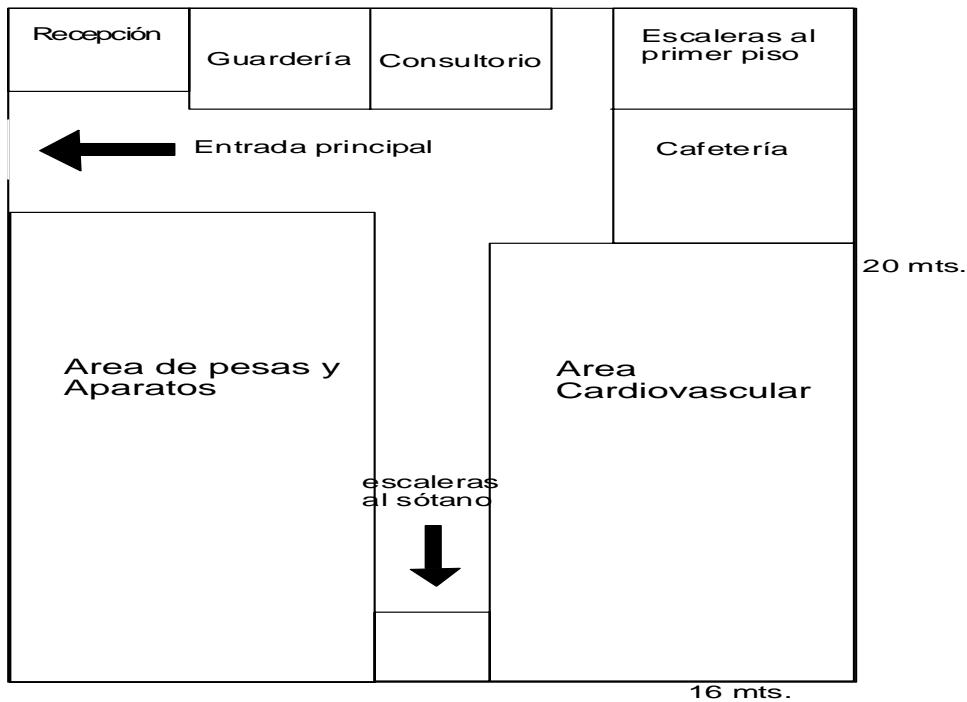 Recepción
Guardería
Consultorio
Escaleras al
primer piso
Entrada principal
Cafetería
20 mts.
Area de pesas y
Aparatos
Area
Cardiovascular
escaleras
al sótano
16 mts.